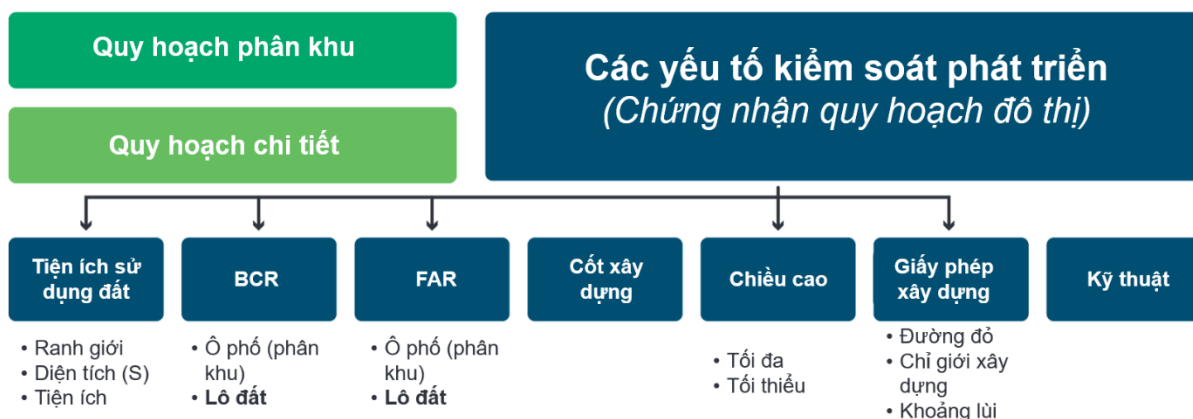 Quy hoạch phân khu
Quy hoạch chi tiết
Các yếu tố kiểm soát phát triển
(Chứng nhận quy hoạch đô thị)
Tiện ích sử
dụng đất
• Ranh giới
• Diện tích (S)
• Tiện ích
BCR
• Ô phố (phân
khu)
• Lô đất
FAR
• Ô phố (phân
khu)
• Lô đất
Cốt xây
dựng
Chiều cao
• Tối đa
• Tối thiểu
Giấy phép
xây dựng
• Đường đỏ
• Chỉ giới xây
dựng
• Khoảng lùi
Kỹ thuật